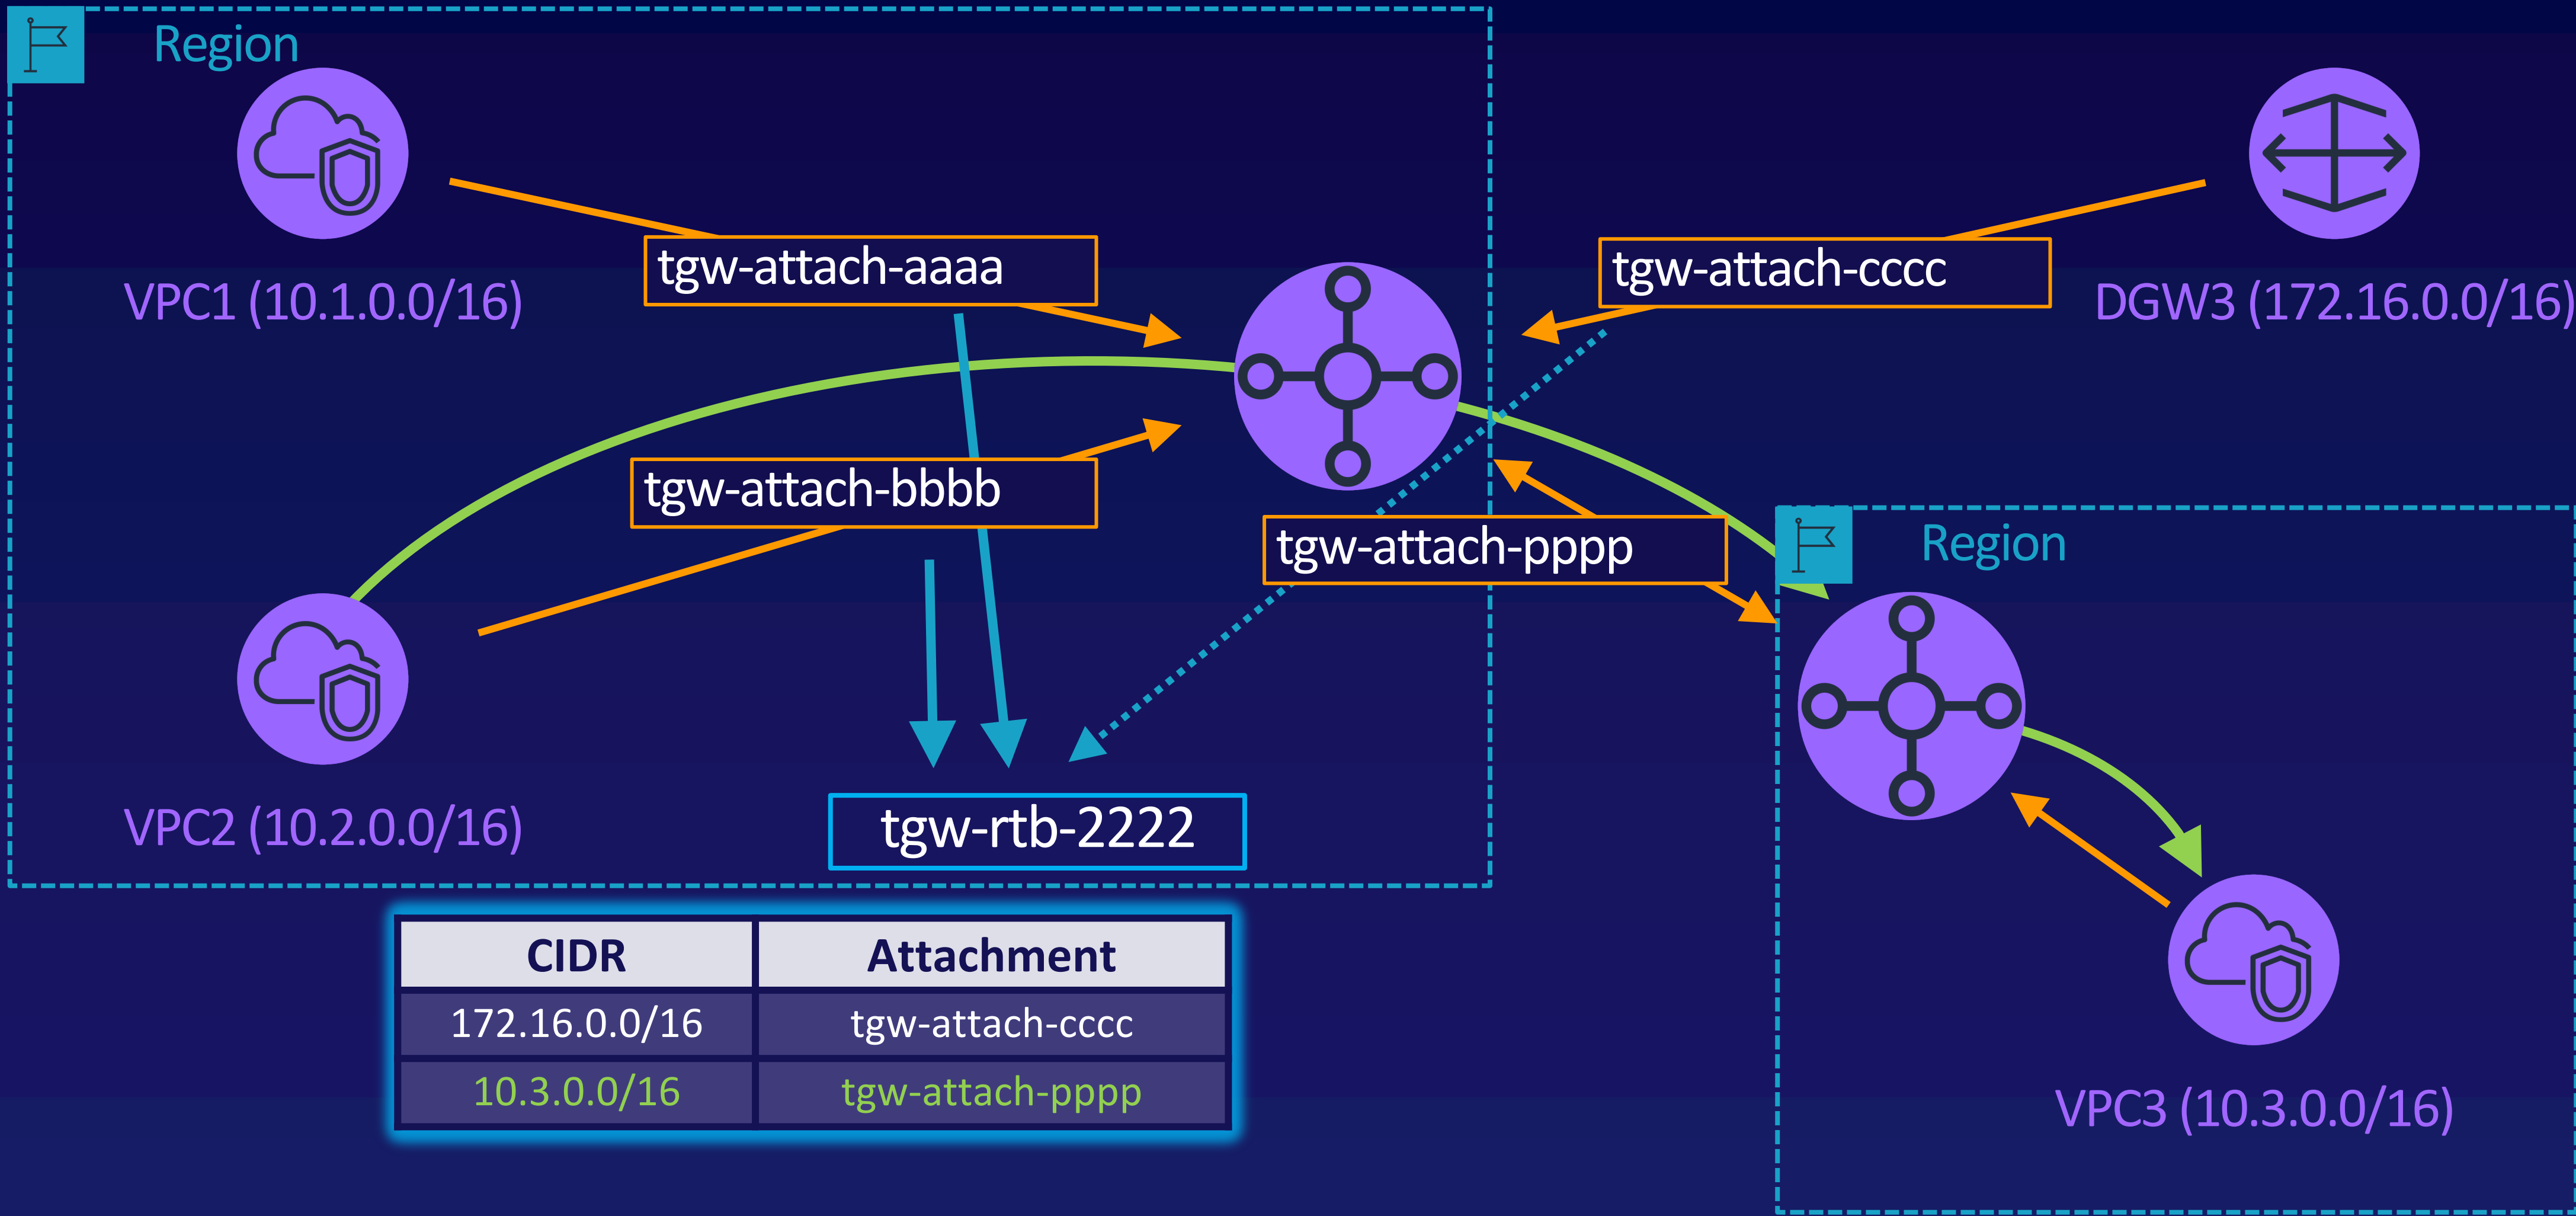 Region
VPC1 (10.1.0.0/16)
tgw-attach-aaaa
tgw-attach-cccc
DGW3 (172.16.0.0/16)
tgw-attach-bbbb
tgw-attach-pppp
Region
VPC2 (10.2.0.0/16)
tgw-rtb-2222
CIDR Attachment
172.16.0.0/16 tgw-attach-cccc
10.3.0.0/16 tgw-attach-pppp
VPC3 (10.3.0.0/16)